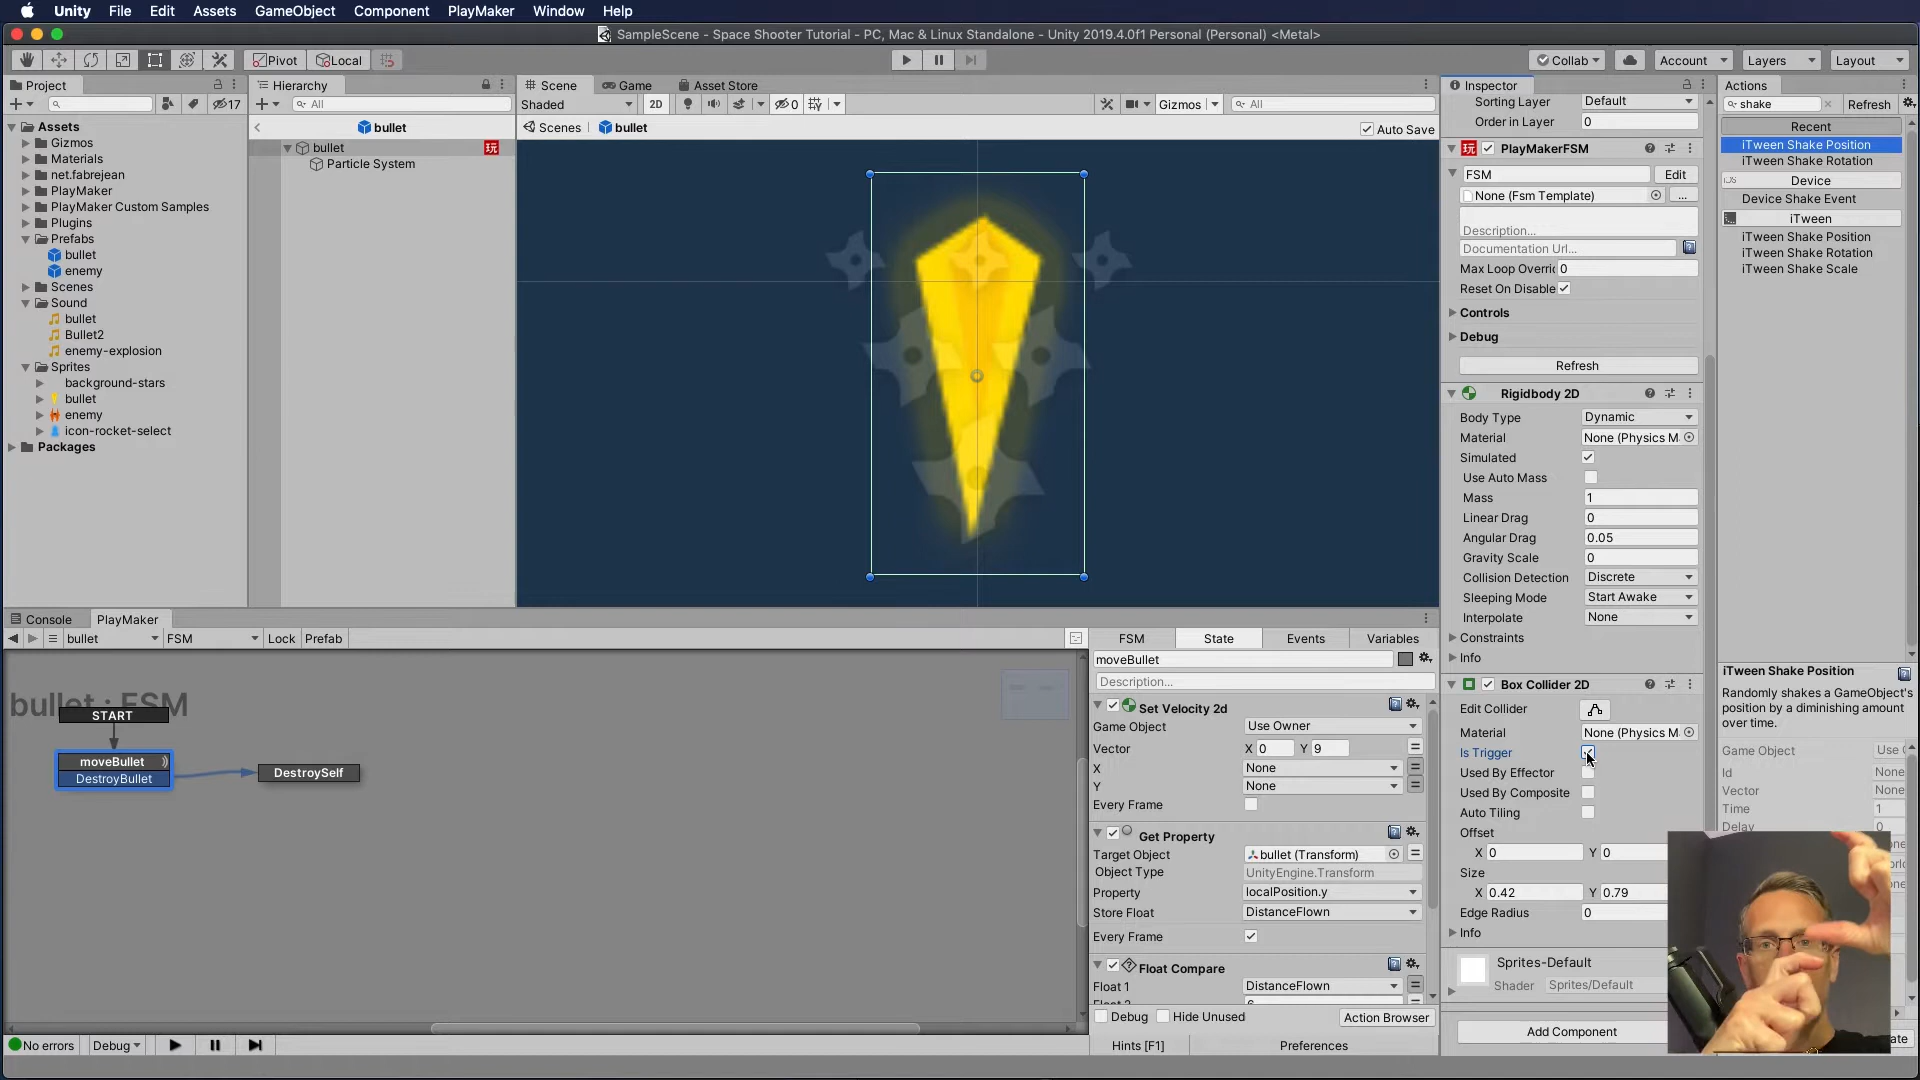 Unity File Edit Assets GameObject Component PlayMaker Window Help
SampleScene - Space Shooter Tutorial - PC, Mac & Linux Standalone - Unity 2019.4.0f1 Personal (Personal) <Metal>
Pivot Local Collab Account Layers Layout
Project Hierarchy Scene Game Asset Store Inspector Actions
17 All Shaded 2D 0 Gizmos All
shake Refresh
bullet
Scenes bullet Auto Save
Assets
Gizmos
Materials
net.fabrejean
PlayMaker
PlayMaker Custom Samples
Plugins
Prefabs
bullet
enemy
Scenes
Sound
bullet
Bullet2
enemy-explosion
Sprites
background-stars
bullet
enemy
icon-rocket-select
Packages
bullet 玩
Particle System
Sorting Layer Default
Order in Layer 0
玩 PlayMakerFSM
FSM Edit
None (Fsm Template) ...
Description...
Documentation Url...
Max Loop Overric 0
Reset On Disable
Controls
Debug
Refresh
Rigidbody 2D
Body Type Dynamic
Material None (Physics M
Simulated
Use Auto Mass
Mass 1
Linear Drag 0
Angular Drag 0.05
Gravity Scale 0
Collision Detection Discrete
Sleeping Mode Start Awake
Interpolate None
Constraints
Info
Box Collider 2D
Edit Collider
Material None (Physics M
Is Trigger
Used By Effector
Used By Composite
Auto Tiling
Offset
X 0 Y 0
Size
X 0.42 Y 0.79
Edge Radius 0
Info
Sprites-Default
Shader Sprites/Default
Add Component
Recent
iTween Shake Position
iTween Shake Rotation
iOS Device
Device Shake Event
iTween
iTween Shake Position
iTween Shake Rotation
iTween Shake Scale
iTween Shake Position
Randomly shakes a GameObject's
position by a diminishing amount
over time.
Game Object Use
Id None
Vector None
Time 1
Delay 0
Console PlayMaker
bullet FSM Lock Prefab
bullet : FSM
START
moveBullet
DestroyBullet
DestroySelf
FSM State Events Variables
moveBullet
Description...
Set Velocity 2d
Game Object Use Owner
Vector X 0 Y 9
X None
Y None
Every Frame
Get Property
Target Object bullet (Transform)
Object Type UnityEngine.Transform
Property localPosition.y
Store Float DistanceFlown
Every Frame
Float Compare
Float 1 DistanceFlown
Debug Hide Unused Action Browser
No errors Debug Hints [F1] Preferences